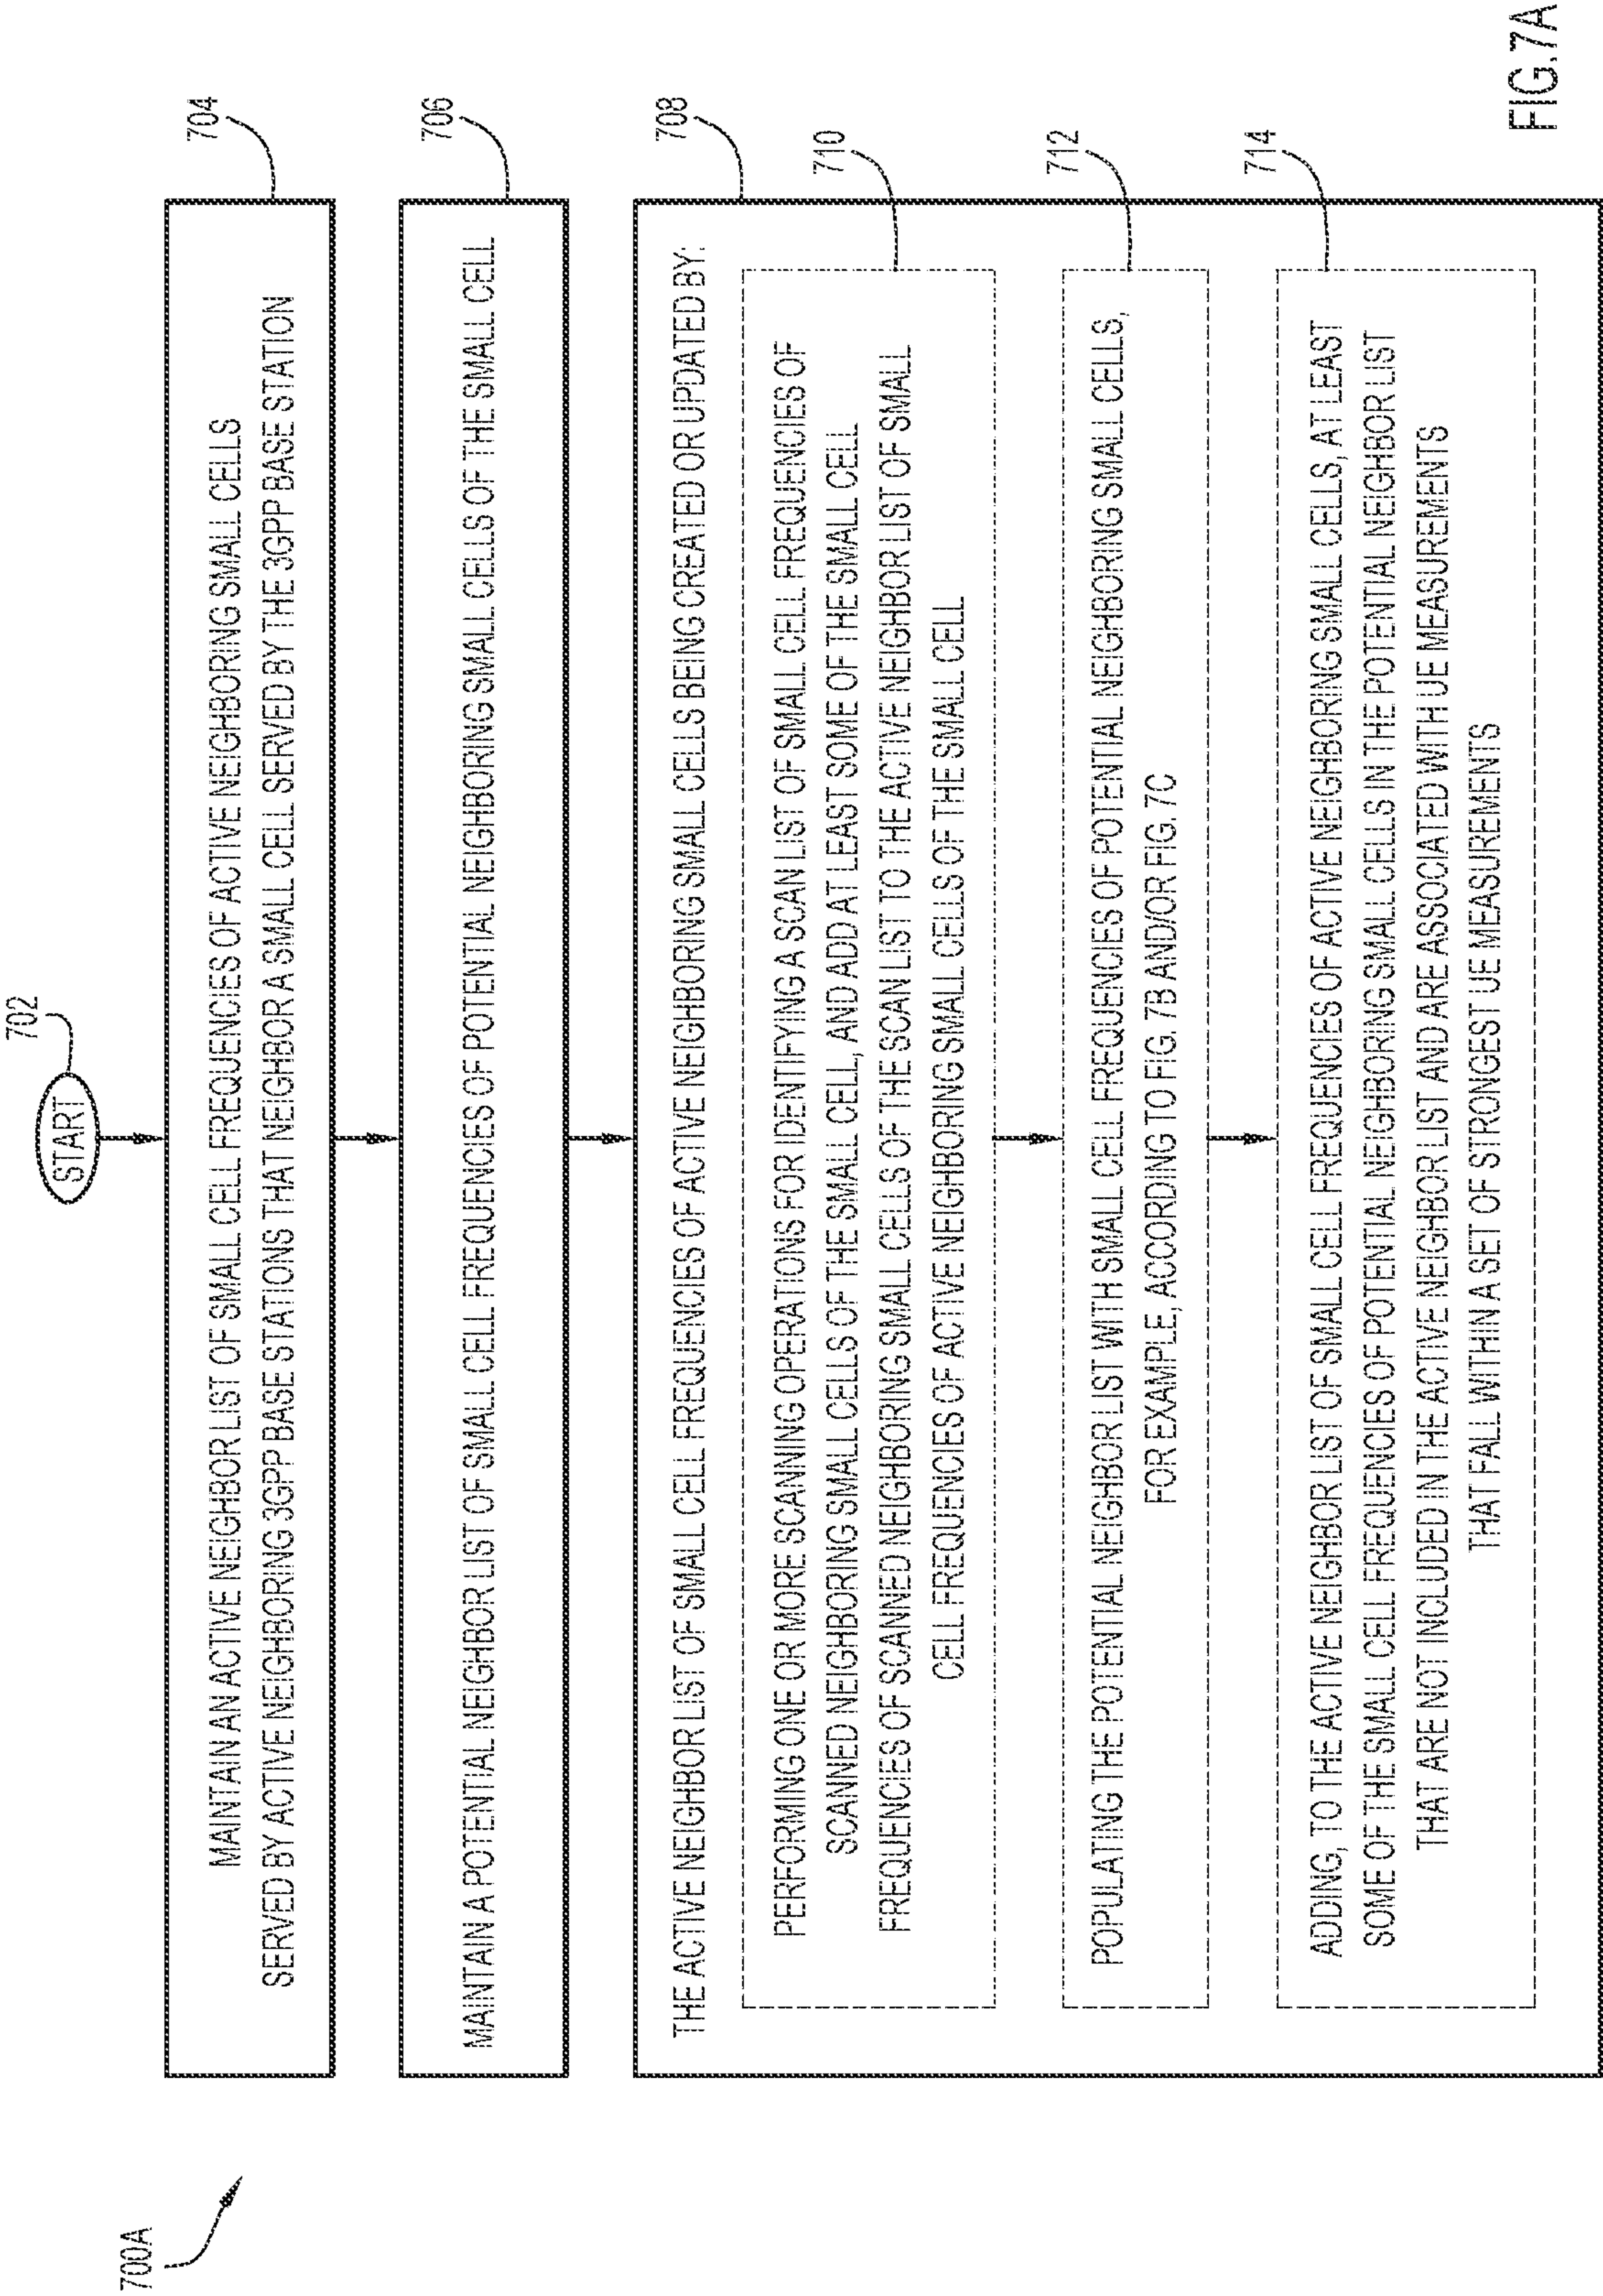 700A
702
START
704
MAINTAIN AN ACTIVE NEIGHBOR LIST OF SMALL CELL FREQUENCIES OF ACTIVE NEIGHBORING SMALL CELLS
SERVED BY ACTIVE NEIGHBORING 3GPP BASE STATIONS THAT NEIGHBOR A SMALL CELL SERVED BY THE 3GPP BASE STATION
706
MAINTAIN A POTENTIAL NEIGHBOR LIST OF SMALL CELL FREQUENCIES OF POTENTIAL NEIGHBORING SMALL CELLS OF THE SMALL CELL
708
THE ACTIVE NEIGHBOR LIST OF SMALL CELL FREQUENCIES OF ACTIVE NEIGHBORING SMALL CELLS BEING CREATED OR UPDATED BY:
710
PERFORMING ONE OR MORE SCANNING OPERATIONS FOR IDENTIFYING A SCAN LIST OF SMALL CELL FREQUENCIES OF
SCANNED NEIGHBORING SMALL CELLS OF THE SMALL CELL, AND ADD AT LEAST SOME OF THE SMALL CELL
FREQUENCIES OF SCANNED NEIGHBORING SMALL CELLS OF THE SCAN LIST TO THE ACTIVE NEIGHBOR LIST OF SMALL
CELL FREQUENCIES OF ACTIVE NEIGHBORING SMALL CELLS OF THE SMALL CELL
712
POPULATING THE POTENTIAL NEIGHBOR LIST WITH SMALL CELL FREQUENCIES OF POTENTIAL NEIGHBORING SMALL CELLS,
FOR EXAMPLE, ACCORDING TO FIG. 7B AND/OR FIG. 7C
714
ADDING, TO THE ACTIVE NEIGHBOR LIST OF SMALL CELL FREQUENCIES OF ACTIVE NEIGHBORING SMALL CELLS, AT LEAST
SOME OF THE SMALL CELL FREQUENCIES OF POTENTIAL NEIGHBORING SMALL CELLS IN THE POTENTIAL NEIGHBOR LIST
THAT ARE NOT INCLUDED IN THE ACTIVE NEIGHBOR LIST AND ARE ASSOCIATED WITH UE MEASUREMENTS
THAT FALL WITHIN A SET OF STRONGEST UE MEASUREMENTS
FIG.7A